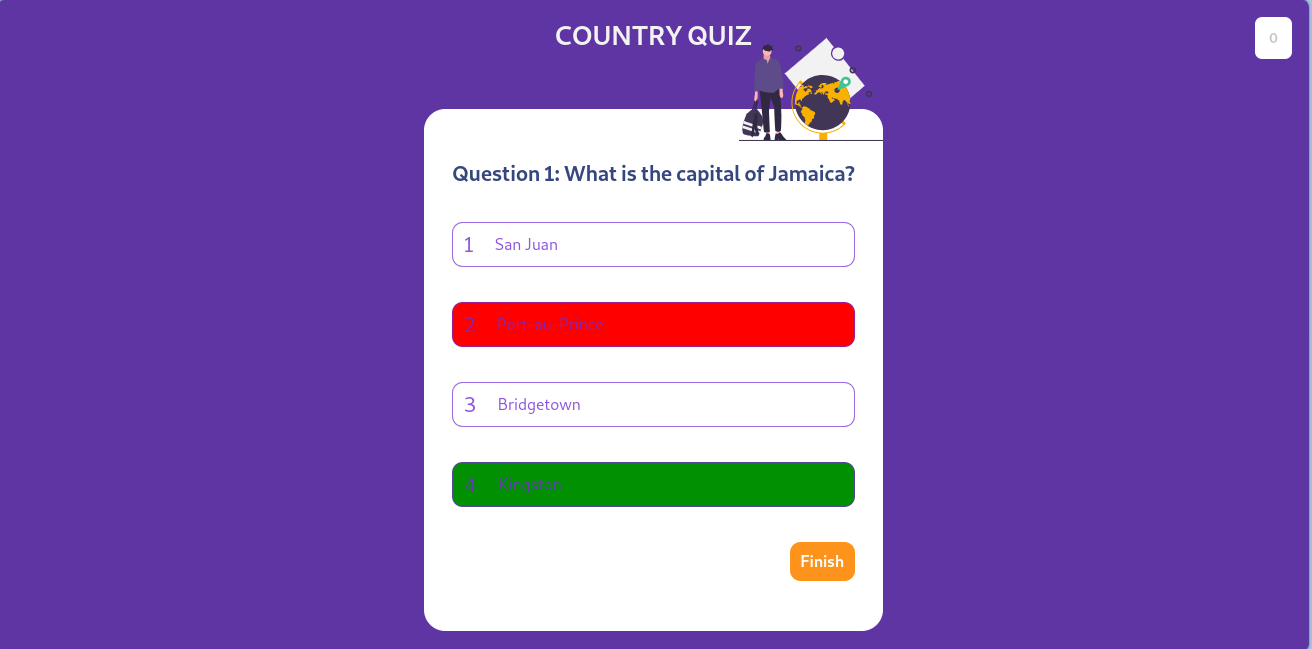 COUNTRY QUIZ
0
Question 1: What is the capital of Jamaica?
1 San Juan
2 Port-au-Prince
3 Bridgetown
4 Kingston
Finish